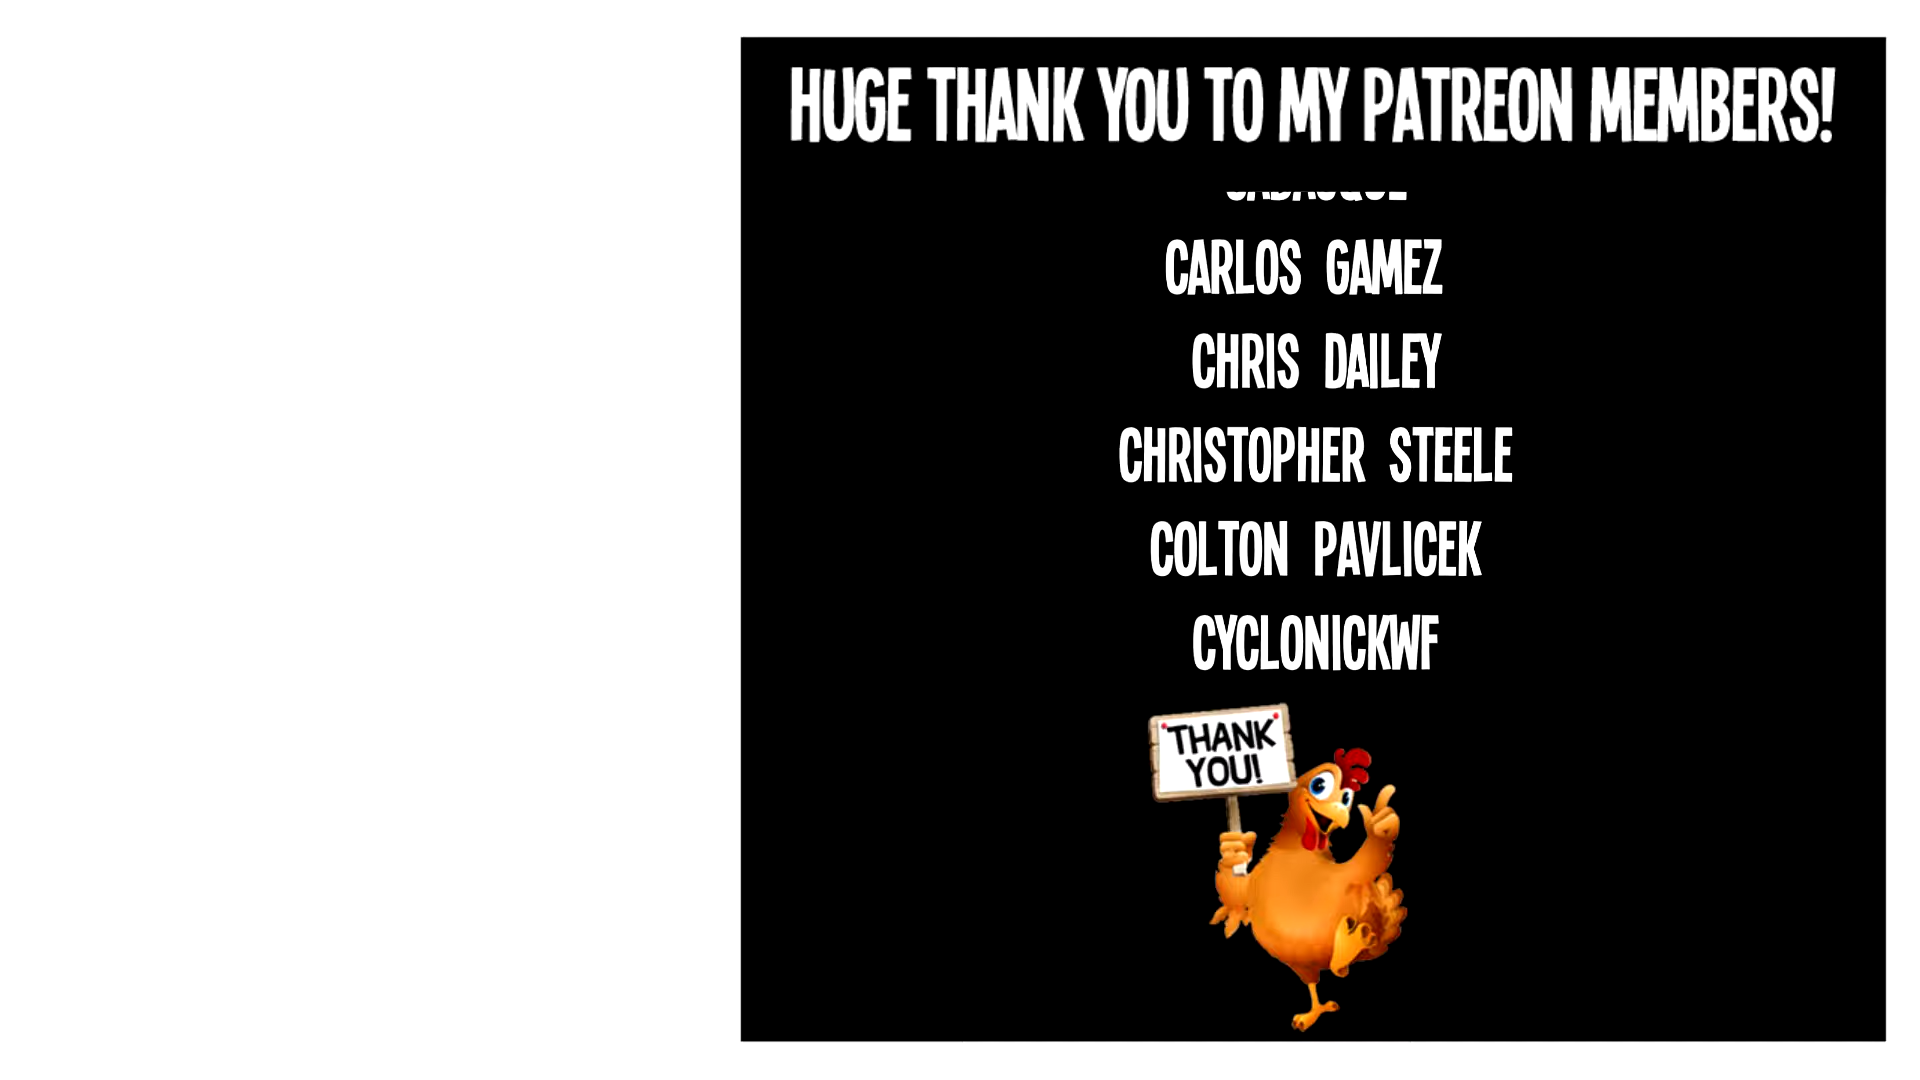 HUGE THANK YOU TO MY PATREON MEMBERS!
CARLOS GAMEZ
CHRIS DAILEY
CHRISTOPHER STEELE
COLTON PAVLICEK
CYCLONICKWF
THANK
YOU!